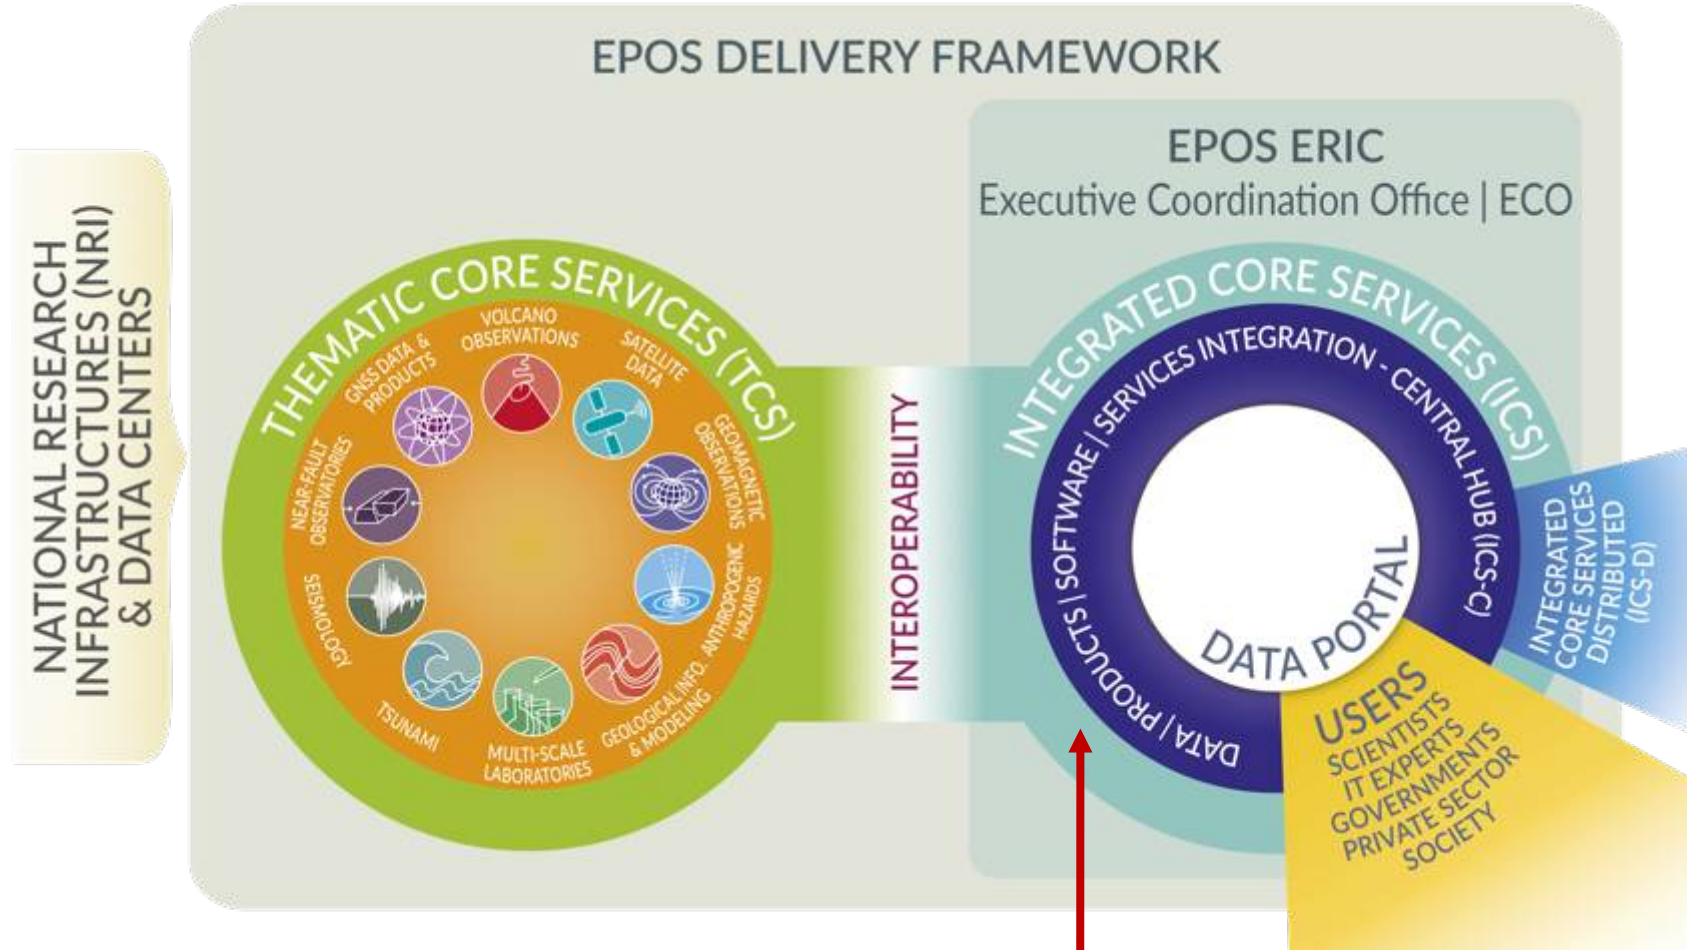 EPOS DELIVERY FRAMEWORK
NATIONAL RESEARCH
INFRASTRUCTURES (NRI)
& DATA CENTERS
THEMATIC CORE SERVICES (TCS)
VOLCANO
OBSERVATIONS
SATELLITE
DATA
GEOMAGNETIC
OBSERVATIONS
ANTHROPOGENIC
HAZARDS
GEOLOGICAL INFO.
& MODELING
MULTI-SCALE
LABORATORIES
TSUNAMI
SEISMOLOGY
NEAR-FAULT
OBSERVATORIES
GNSS DATA &
PRODUCTS
INTEROPERABILITY
EPOS ERIC
Executive Coordination Office | ECO
INTEGRATED CORE SERVICES (ICS)
DATA | PRODUCTS | SOFTWARE | SERVICES INTEGRATION - CENTRAL HUB (ICS-C)
DATA PORTAL
INTEGRATED
CORE SERVICES
DISTRIBUTED
(ICS-D)
USERS
SCIENTISTS
IT EXPERTS
GOVERNMENTS
PRIVATE SECTOR
SOCIETY